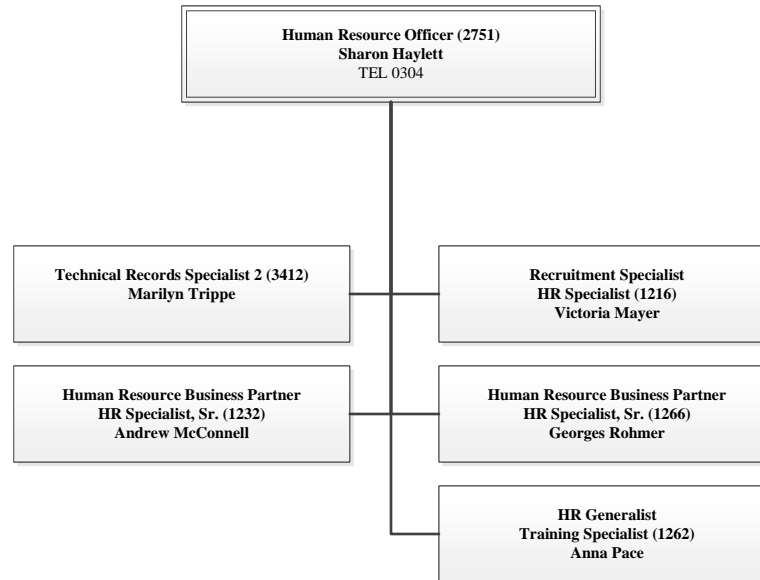 Human Resource Officer (2751)
Sharon Haylett
TEL 0304
Technical Records Specialist 2 (3412)
Marilyn Trippe
Recruitment Specialist
HR Specialist (1216)
Victoria Mayer
Human Resource Business Partner
HR Specialist, Sr. (1232)
Andrew McConnell
Human Resource Business Partner
HR Specialist, Sr. (1266)
Georges Rohmer
HR Generalist
Training Specialist (1262)
Anna Pace